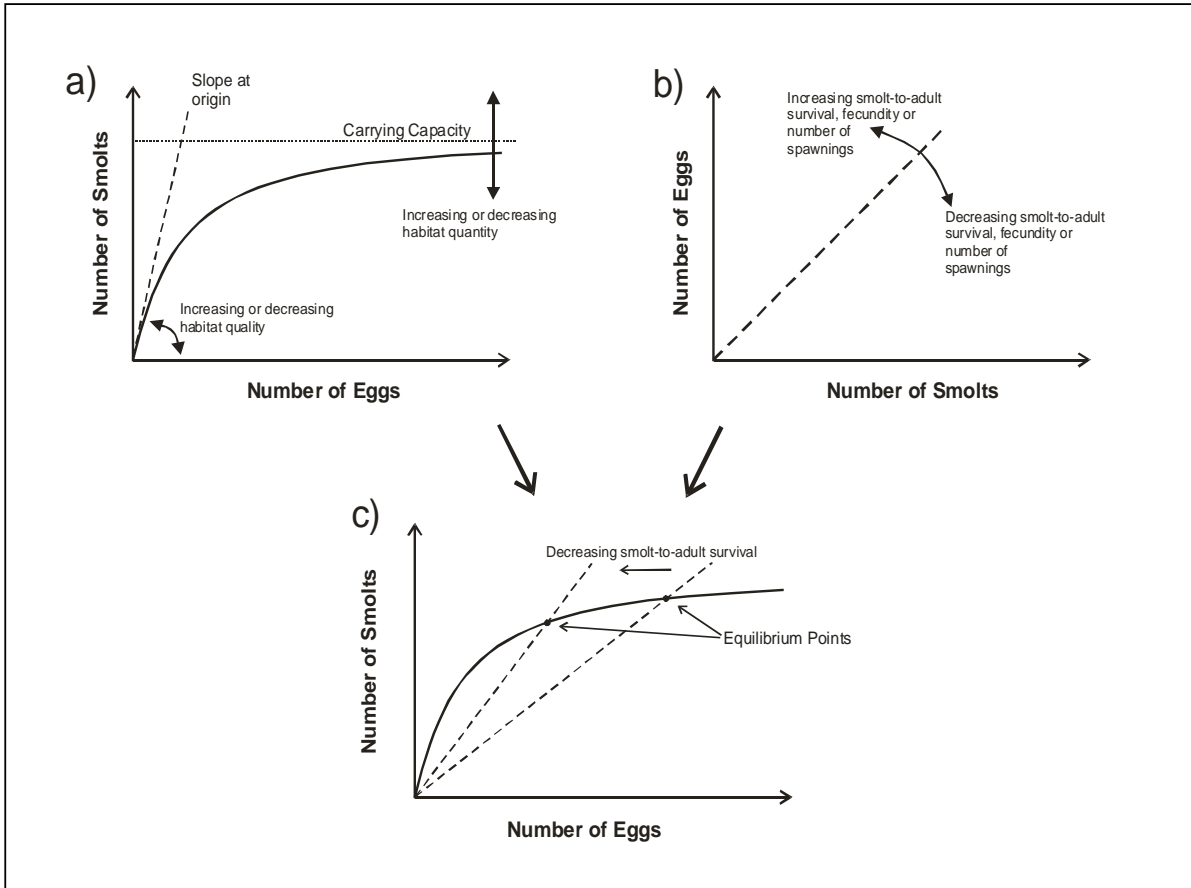 a)
Slope at
origin
Carrying Capacity
Number of Smolts
Increasing or decreasing
habitat quantity
Increasing or decreasing
habitat quality
Number of Eggs
b)
Increasing smolt-to-adult
survival, fecundity or
number of
spawnings
Number of Eggs
Decreasing smolt-to-adult
survival, fecundity or
number of
spawnings
Number of Smolts
c)
Decreasing smolt-to-adult survival
Number of Smolts
Equilibrium Points
Number of Eggs